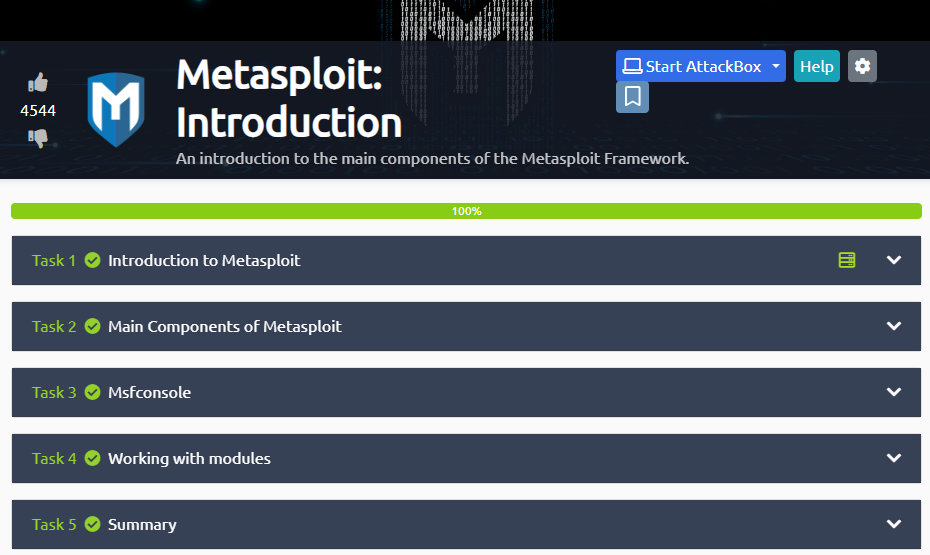 Metasploit:
Introduction
An introduction to the main components of the Metasploit Framework.
4544
Start AttackBox
Help
100%
Task 1 Introduction to Metasploit
Task 2 Main Components of Metasploit
Task 3 Msfconsole
Task 4 Working with modules
Task 5 Summary